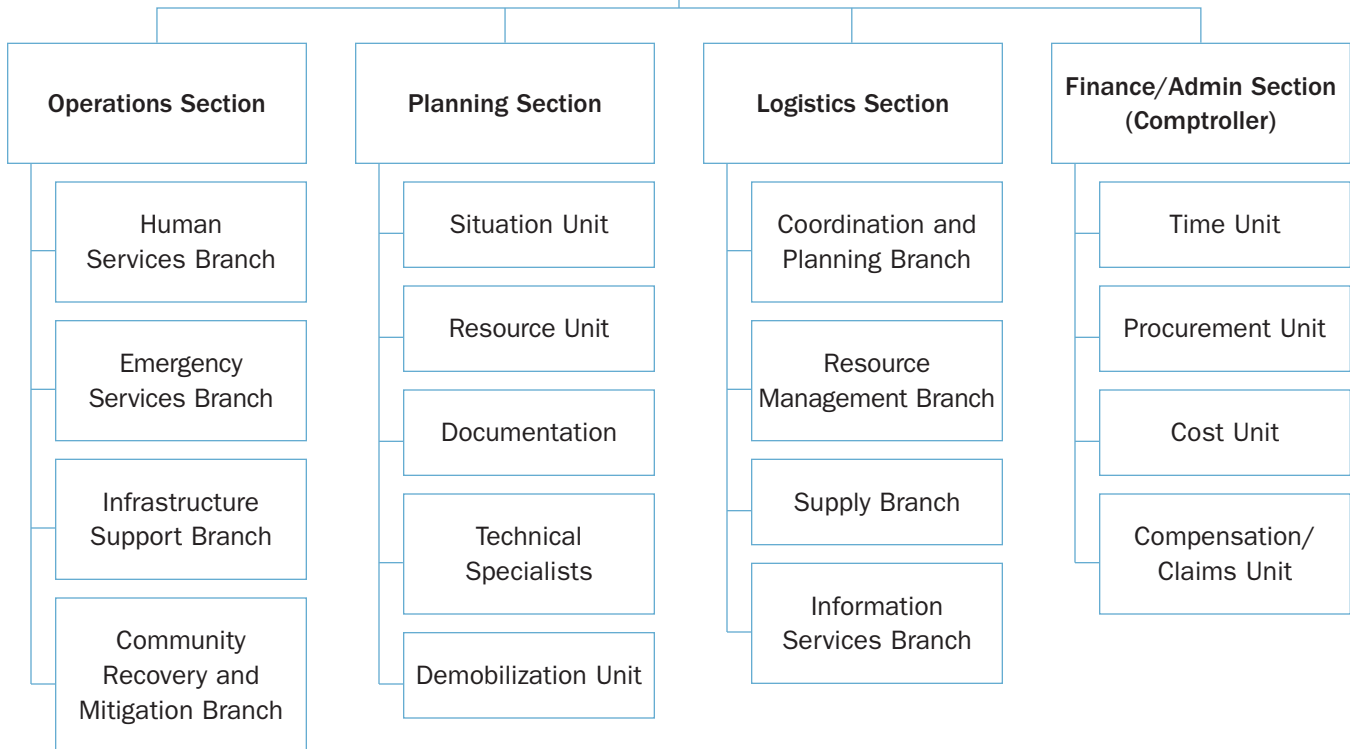 Operations Section
Human
Services Branch
Emergency
Services Branch
Infrastructure
Support Branch
Community
Recovery and
Mitigation Branch
Planning Section
Situation Unit
Resource Unit
Documentation
Technical
Specialists
Demobilization Unit
Logistics Section
Coordination and
Planning Branch
Resource
Management Branch
Supply Branch
Information
Services Branch
Finance/Admin Section
(Comptroller)
Time Unit
Procurement Unit
Cost Unit
Compensation/
Claims Unit